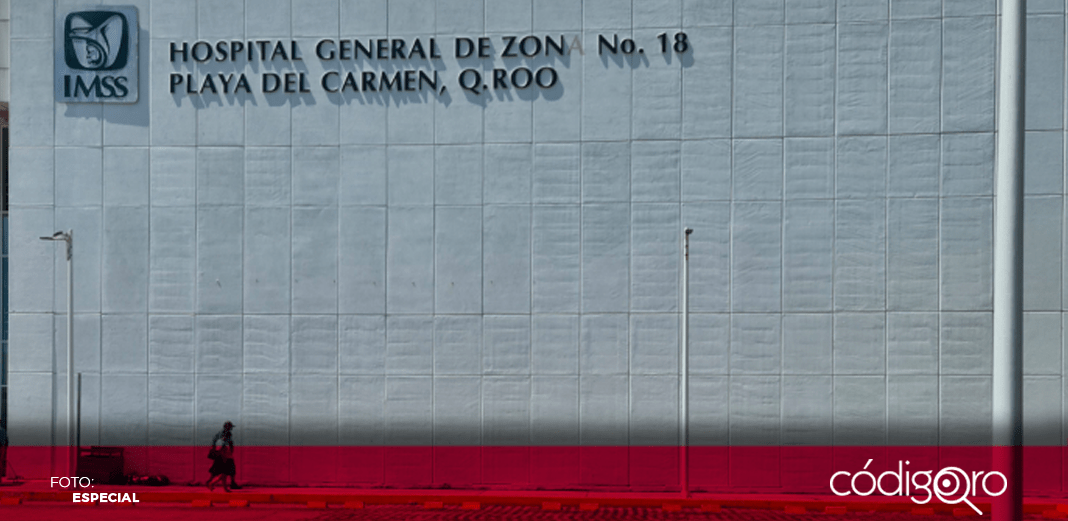 IMSS
HOSPITAL GENERAL DE ZONA No. 18
PLAYA DEL CARMEN, Q.ROO
FOTO:
ESPECIAL
códigoro